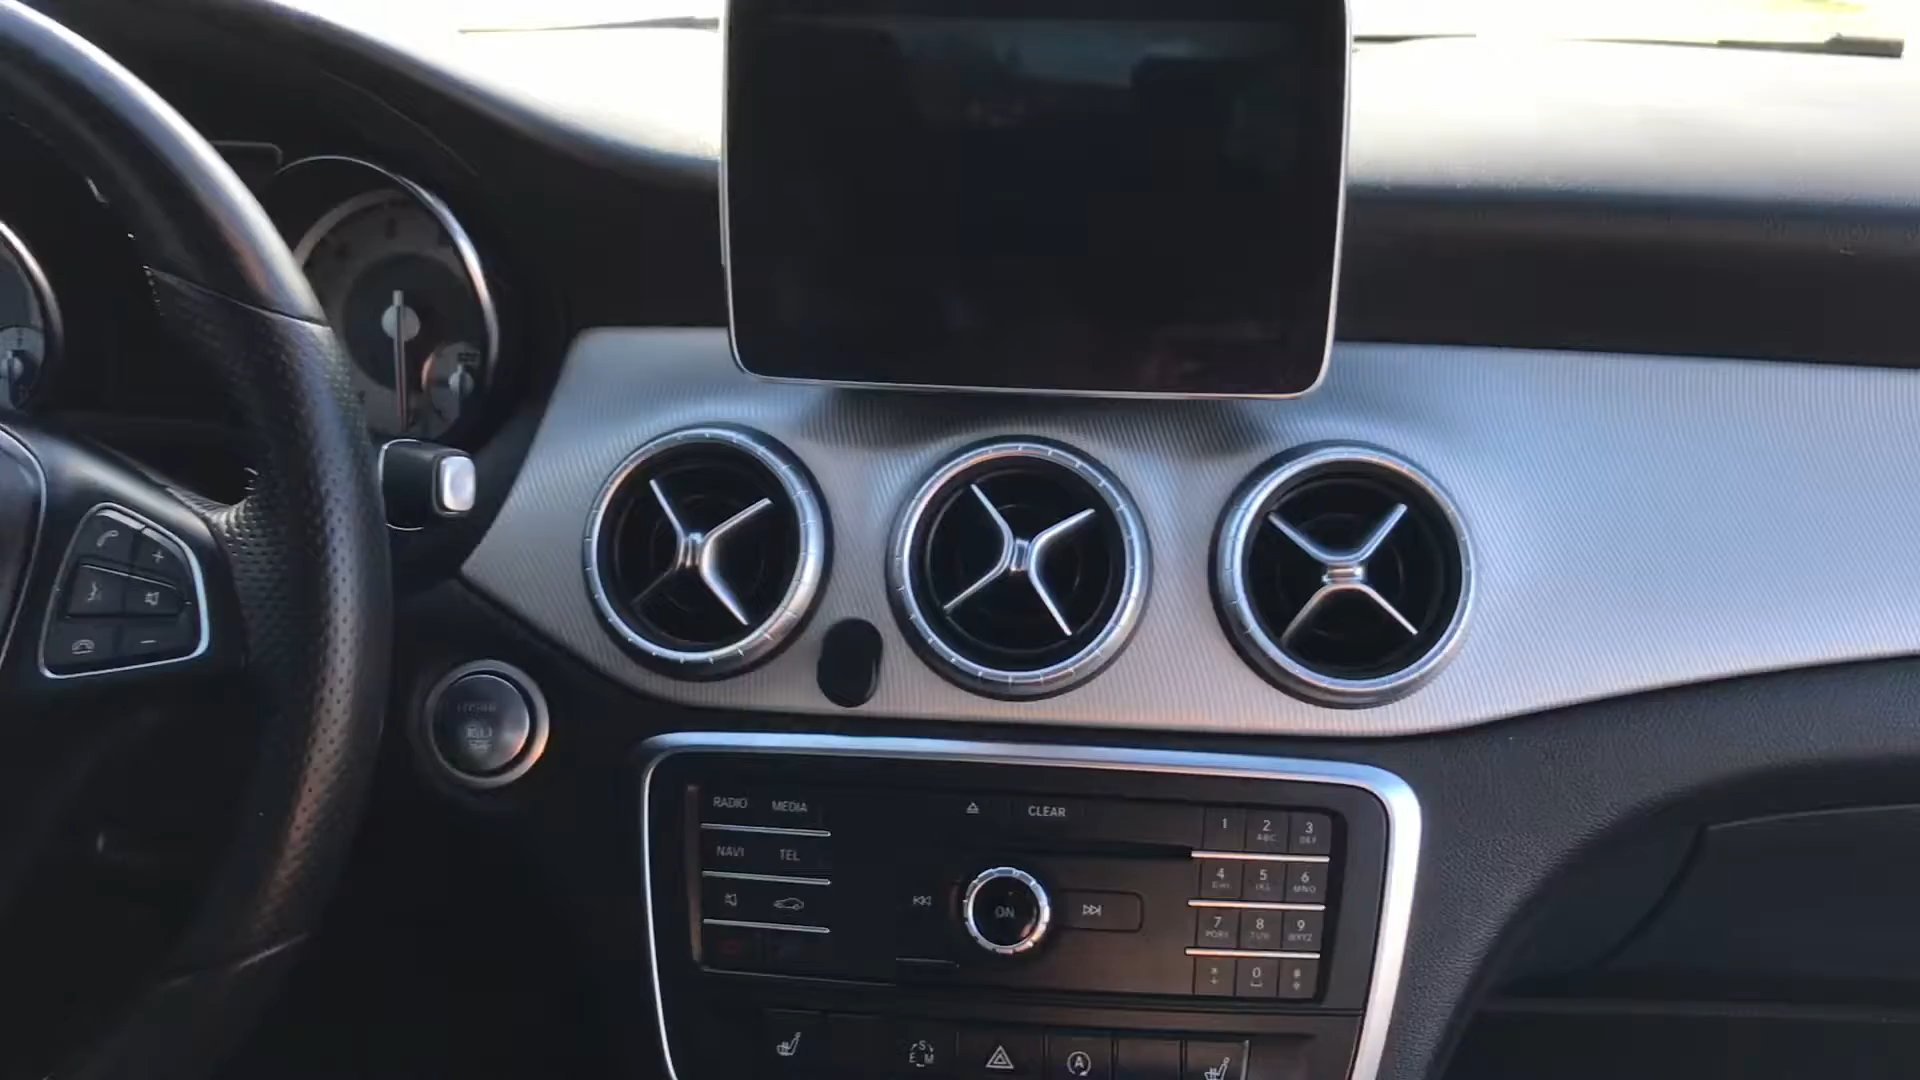 RADIO MEDIA
CLEAR
NAVI TEL
ON
1 2 ABC 3 DEF
4 GHI 5 JKL 6 MNO
7 PQRS 8 TUV 9 WXYZ
* 0 #
E S M
A